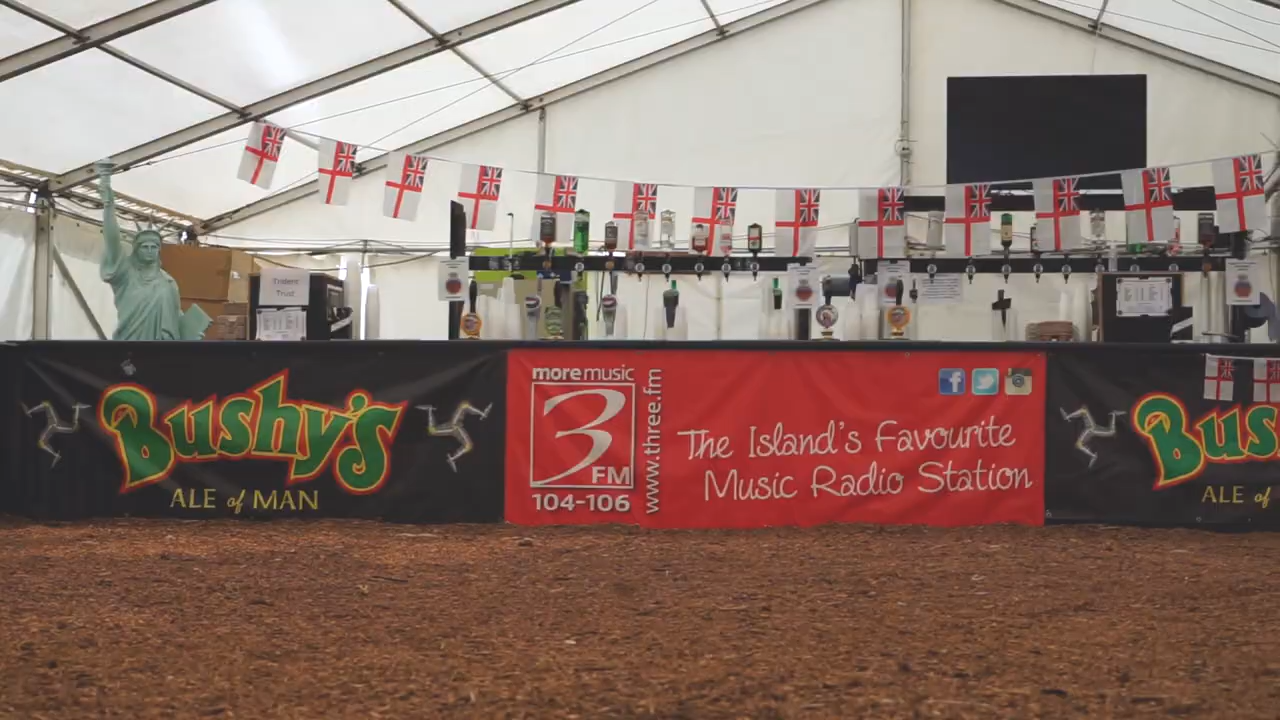 Trident
Trust
Bushy's
ALE of MAN
more music
3
FM
104-106
www.three.fm
The Island's Favourite
Music Radio Station
Bus
ALE of